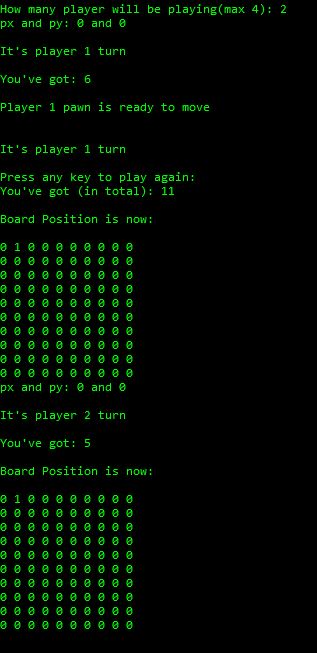 How many player will be playing(max 4): 2
px and py: 0 and 0
It's player 1 turn
You've got: 6
Player 1 pawn is ready to move
It's player 1 turn
Press any key to play again:
You've got (in total): 11
Board Position is now:
0 1 0 0 0 0 0 0 0 0
0 0 0 0 0 0 0 0 0 0
0 0 0 0 0 0 0 0 0 0
0 0 0 0 0 0 0 0 0 0
0 0 0 0 0 0 0 0 0 0
0 0 0 0 0 0 0 0 0 0
0 0 0 0 0 0 0 0 0 0
0 0 0 0 0 0 0 0 0 0
0 0 0 0 0 0 0 0 0 0
0 0 0 0 0 0 0 0 0 0
px and py: 0 and 0
It's player 2 turn
You've got: 5
Board Position is now:
0 1 0 0 0 0 0 0 0 0
0 0 0 0 0 0 0 0 0 0
0 0 0 0 0 0 0 0 0 0
0 0 0 0 0 0 0 0 0 0
0 0 0 0 0 0 0 0 0 0
0 0 0 0 0 0 0 0 0 0
0 0 0 0 0 0 0 0 0 0
0 0 0 0 0 0 0 0 0 0
0 0 0 0 0 0 0 0 0 0
0 0 0 0 0 0 0 0 0 0